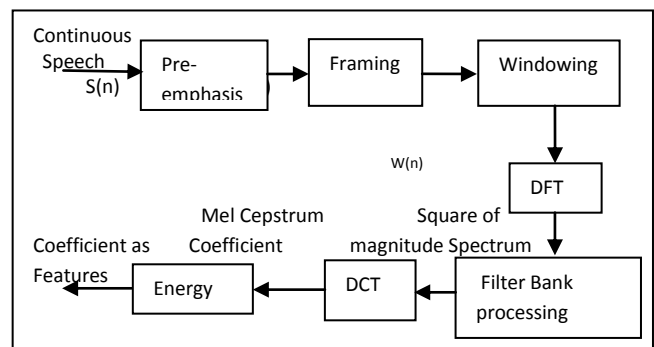 Continuous
Speech
S(n)
Pre-
emphasis
Framing
Windowing
W(n)
DFT
Mel Cepstrum
Coefficient
Square of
magnitude Spectrum
Coefficient as
Features
Energy
DCT
Filter Bank
processing